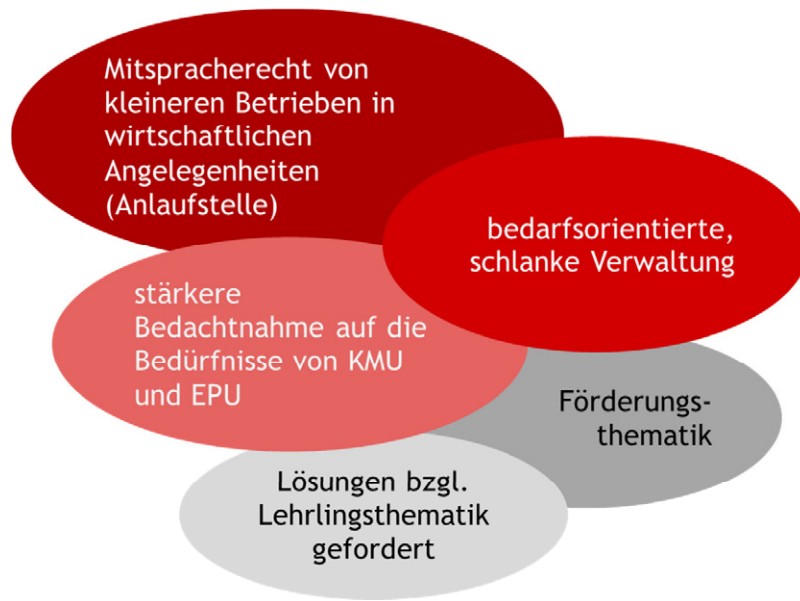 Mitspracherecht von
kleineren Betrieben in
wirtschaftlichen
Angelegenheiten
(Anlaufstelle)
bedarfsorientierte,
schlanke Verwaltung
stärkere
Bedachtnahme auf die
Bedürfnisse von KMU
und EPU
Förderungs-
thematik
Lösungen bzgl.
Lehrlingsthematik
gefordert